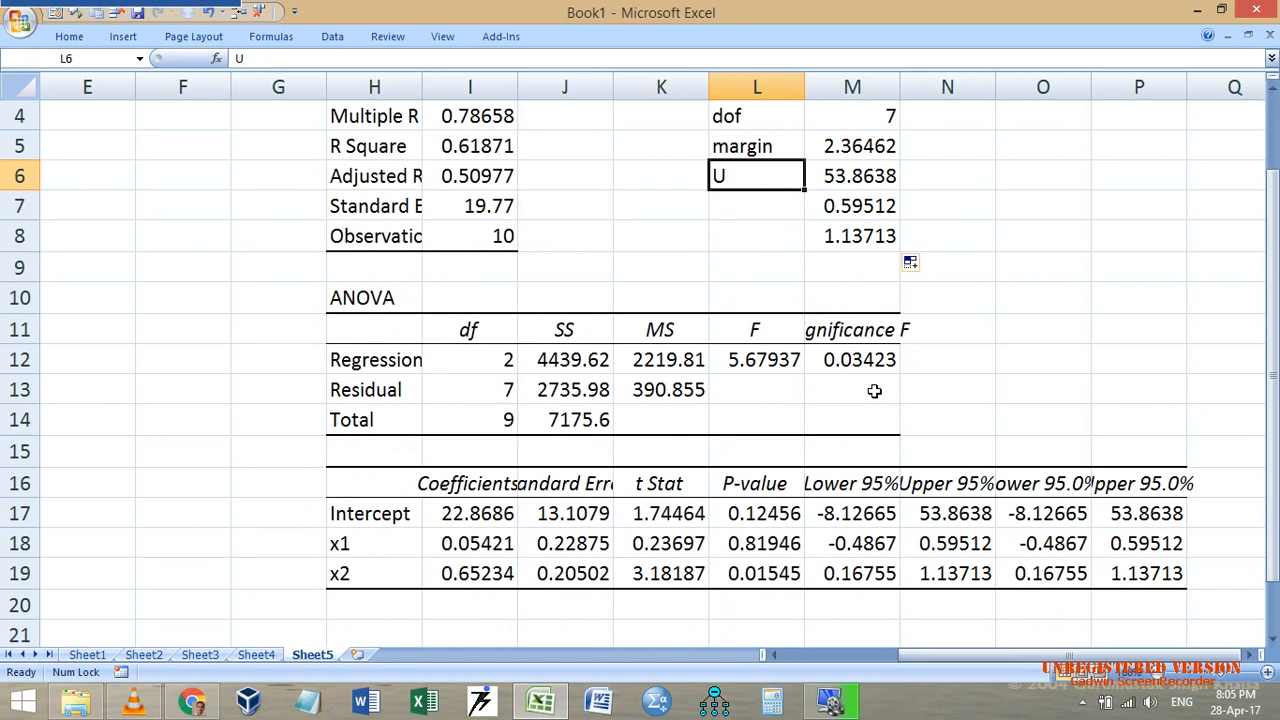 Book1 - Microsoft Excel
Home Insert Page Layout Formulas Data Review View Add-Ins
L6 fx U
E F G H I J K L M N O P Q
4 Multiple R 0.78658 dof 7
5 R Square 0.61871 margin 2.36462
6 Adjusted R 0.50977 U 53.8638
7 Standard E 19.77 0.59512
8 Observatio 10 1.13713
9
10 ANOVA
11 df SS MS F gnificance F
12 Regression 2 4439.62 2219.81 5.67937 0.03423
13 Residual 7 2735.98 390.855
14 Total 9 7175.6
15
16 Coefficients andard Erro t Stat P-value Lower 95% Upper 95% ower 95.0% pper 95.0%
17 Intercept 22.8686 13.1079 1.74464 0.12456 -8.12665 53.8638 -8.12665 53.8638
18 x1 0.05421 0.22875 0.23697 0.81946 -0.4867 0.59512 -0.4867 0.59512
19 x2 0.65234 0.20502 3.18187 0.01545 0.16755 1.13713 0.16755 1.13713
20
21
Sheet1 Sheet2 Sheet3 Sheet4 Sheet5
Ready Num Lock
UNREGISTERED VERSION
Gadwin ScreenRecorder
8:05 PM
28-Apr-17